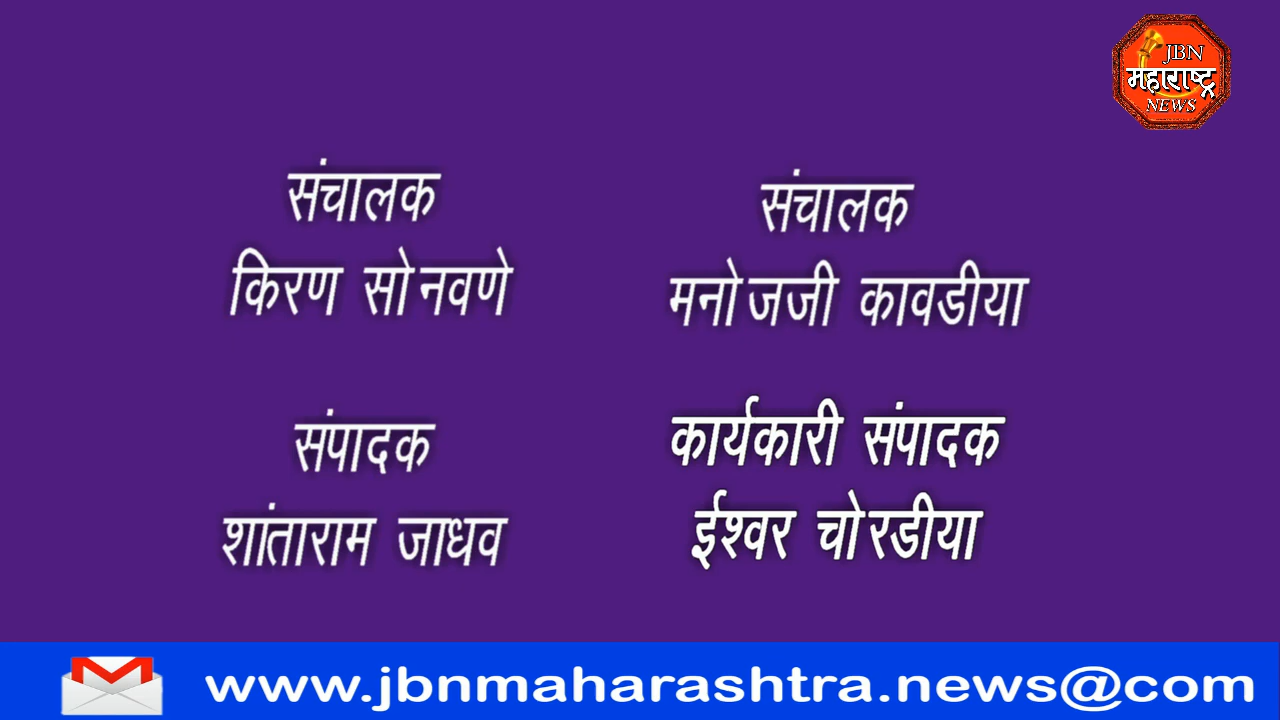 JBN
महाराष्ट्र
NEWS
संचालक
किरण सोनवणे
संचालक
मनोजजी कावडीया
संपादक
शांताराम जाधव
कार्यकारी संपादक
ईश्वर चोरडीया
www.jbnmaharashtra.news@com